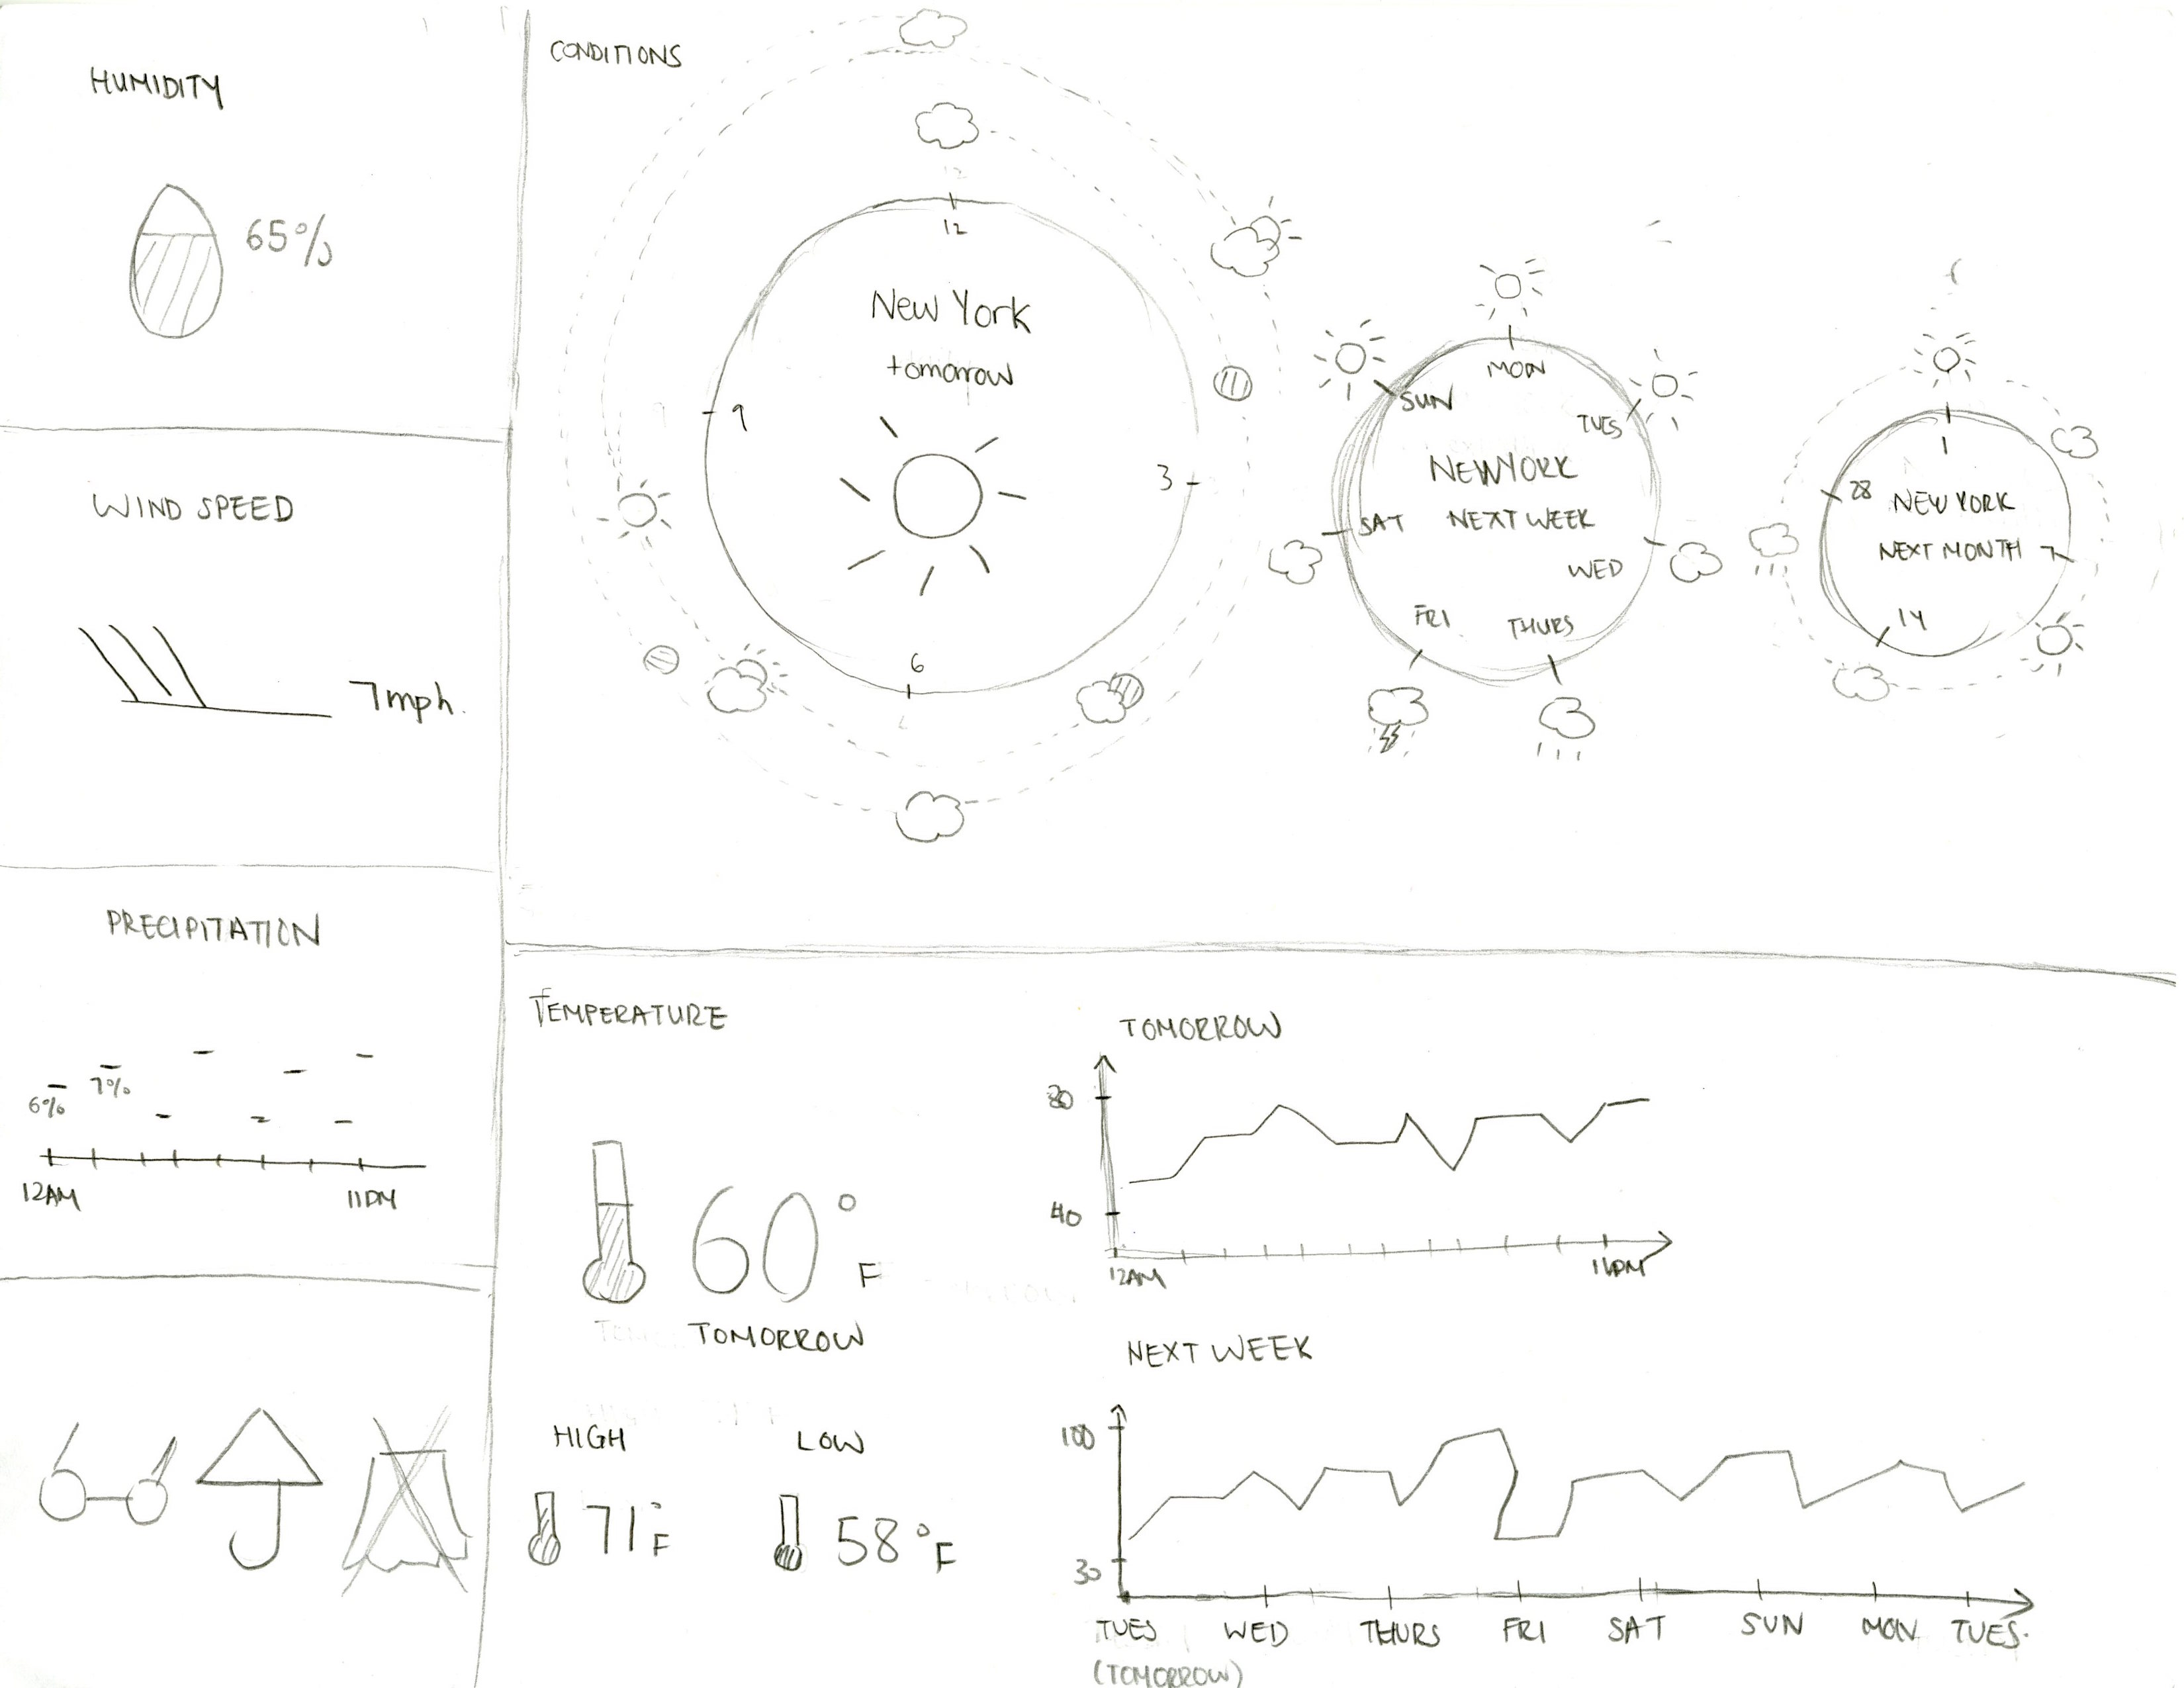 HUMIDITY
65%
WIND SPEED
7mph.
PRECIPITATION
6%
7%
12AM
11PM
CONDITIONS
12
New York
tomorrow
9
3
6
MON
SUN
TUES
NEWYORK
SAT
NEXT WEEK
WED
FRI
THURS
1
28
NEW YORK
NEXT MONTH
7
14
TEMPERATURE
60°
F
TOMORROW
HIGH
LOW
71°F
58°F
TOMORROW
80
40
12AM
11PM
NEXT WEEK
100
30
TUES WED THURS FRI SAT SUN MON TUES.
(TOMORROW)